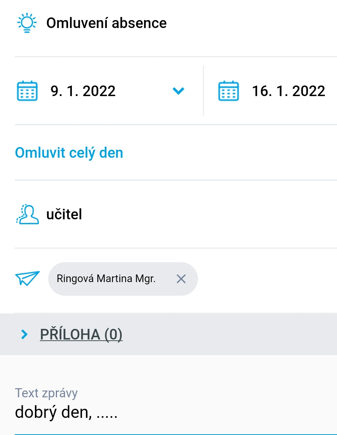 Omluvení absence
9. 1. 2022 16. 1. 2022
Omluvit celý den
učitel
Ringová Martina Mgr.
PŘÍLOHA (0)
Text zprávy
dobrý den, .....